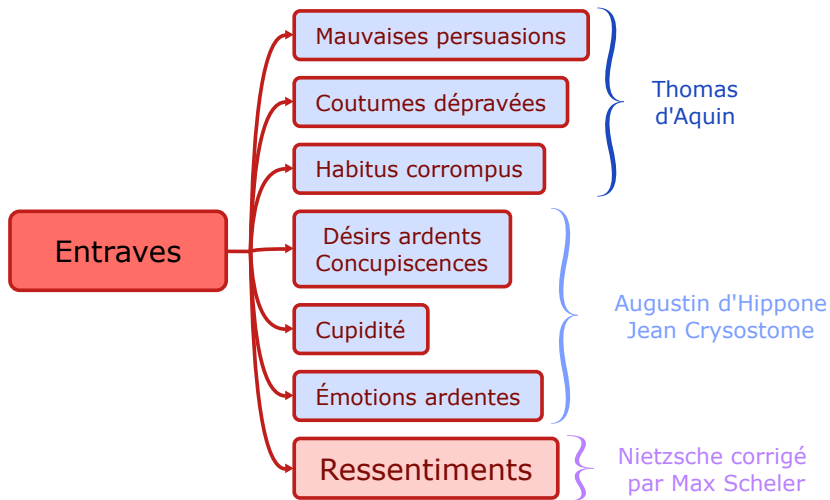 Mauvaises persuasions
Coutumes dépravées
Habitus corrompus
Thomas
d'Aquin
Entraves
Désirs ardents
Concupiscences
Cupidité
Émotions ardentes
Augustin d'Hippone
Jean Crysostome
Ressentiments
Nietzsche corrigé
par Max Scheler